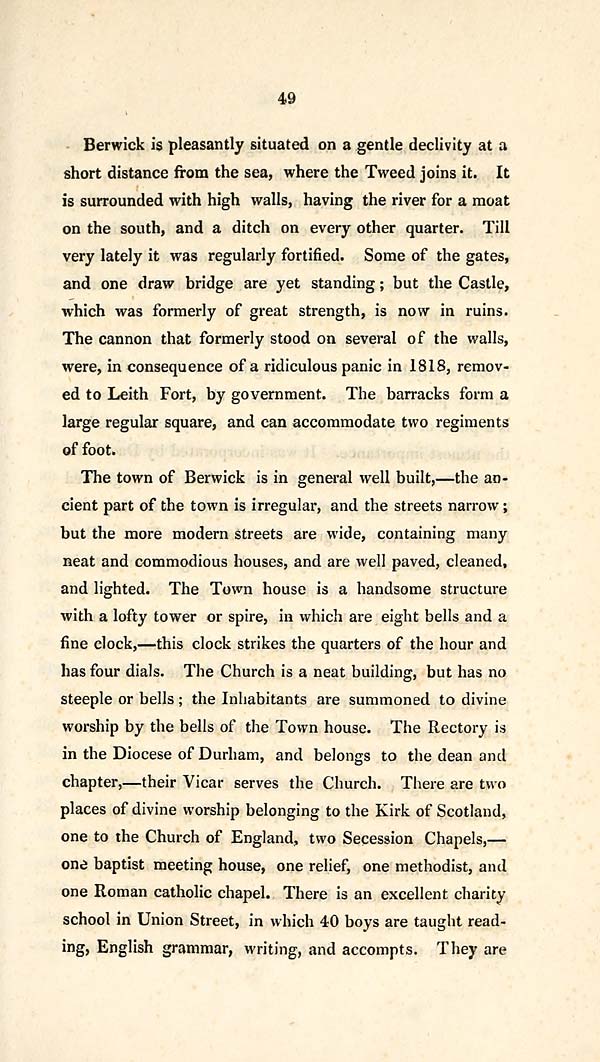 49
Berwick is pleasantly situated on a gentle declivity at a
short distance from the sea, where the Tweed joins it. It
is surrounded with high walls, having the river for a moat
on the south, and a ditch on every other quarter. Till
very lately it was regularly fortified. Some of the gates,
and one draw bridge are yet standing; but the Castle,
which was formerly of great strength, is now in ruins.
The cannon that formerly stood on several of the walls,
were, in consequence of a ridiculous panic in 1818, remov-
ed to Leith Fort, by government. The barracks form a
large regular square, and can accommodate two regiments
of foot.
The town of Berwick is in general well built,—the an-
cient part of the town is irregular, and the streets narrow;
but the more modern streets are wide, containing many
neat and commodious houses, and are well paved, cleaned,
and lighted. The Town house is a handsome structure
with a lofty tower or spire, in which are eight bells and a
fine clock,—this clock strikes the quarters of the hour and
has four dials. The Church is a neat building, but has no
steeple or bells; the Inhabitants are summoned to divine
worship by the bells of the Town house. The Rectory is
in the Diocese of Durham, and belongs to the dean and
chapter,—their Vicar serves the Church. There are two
places of divine worship belonging to the Kirk of Scotland,
one to the Church of England, two Secession Chapels,—
one baptist meeting house, one relief, one methodist, and
one Roman catholic chapel. There is an excellent charity
school in Union Street, in which 40 boys are taught read-
ing, English grammar, writing, and accompts. They are